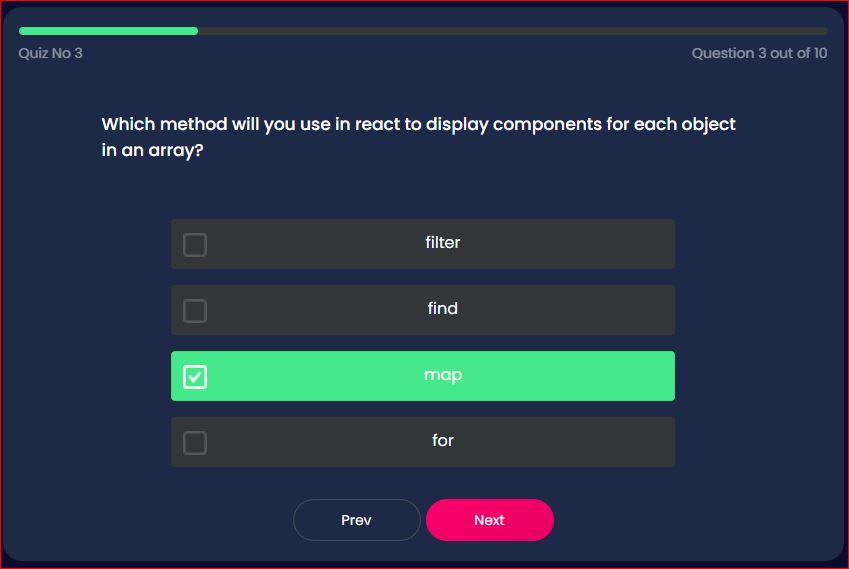 Quiz No 3
Question 3 out of 10
Which method will you use in react to display components for each object
in an array?
filter
find
map
for
Prev
Next